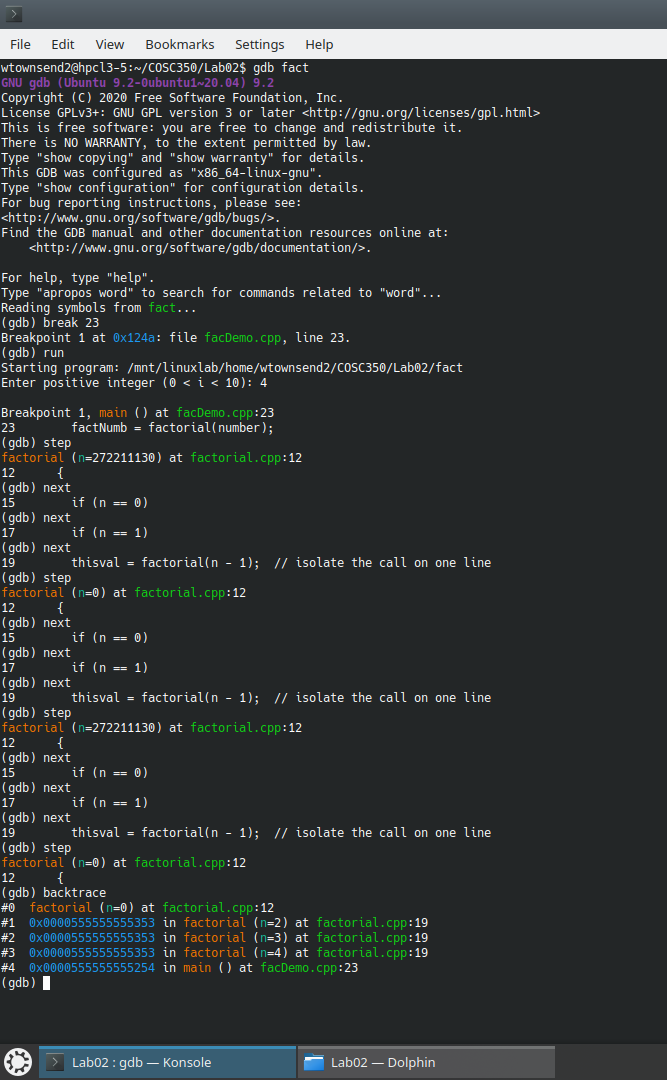 File Edit View Bookmarks Settings Help
wtownsend2@hpcl3-5:~/COSC350/Lab02$ gdb fact
GNU gdb (Ubuntu 9.2-0ubuntu1~20.04) 9.2
Copyright (C) 2020 Free Software Foundation, Inc.
License GPLv3+: GNU GPL version 3 or later <http://gnu.org/licenses/gpl.html>
This is free software: you are free to change and redistribute it.
There is NO WARRANTY, to the extent permitted by law.
Type "show copying" and "show warranty" for details.
This GDB was configured as "x86_64-linux-gnu".
Type "show configuration" for configuration details.
For bug reporting instructions, please see:
<http://www.gnu.org/software/gdb/bugs/>.
Find the GDB manual and other documentation resources online at:
    <http://www.gnu.org/software/gdb/documentation/>.

For help, type "help".
Type "apropos word" to search for commands related to "word"...
Reading symbols from fact...
(gdb) break 23
Breakpoint 1 at 0x124a: file facDemo.cpp, line 23.
(gdb) run
Starting program: /mnt/linuxlab/home/wtownsend2/COSC350/Lab02/fact
Enter positive integer (0 < i < 10): 4

Breakpoint 1, main () at facDemo.cpp:23
23        factNumb = factorial(number);
(gdb) step
factorial (n=272211130) at factorial.cpp:12
12      {
(gdb) next
15        if (n == 0)
(gdb) next
17        if (n == 1)
(gdb) next
19        thisval = factorial(n - 1);  // isolate the call on one line
(gdb) step
factorial (n=0) at factorial.cpp:12
12      {
(gdb) next
15        if (n == 0)
(gdb) next
17        if (n == 1)
(gdb) next
19        thisval = factorial(n - 1);  // isolate the call on one line
(gdb) step
factorial (n=272211130) at factorial.cpp:12
12      {
(gdb) next
15        if (n == 0)
(gdb) next
17        if (n == 1)
(gdb) next
19        thisval = factorial(n - 1);  // isolate the call on one line
(gdb) step
factorial (n=0) at factorial.cpp:12
12      {
(gdb) backtrace
#0  factorial (n=0) at factorial.cpp:12
#1  0x0000555555555353 in factorial (n=2) at factorial.cpp:19
#2  0x0000555555555353 in factorial (n=3) at factorial.cpp:19
#3  0x0000555555555353 in factorial (n=4) at factorial.cpp:19
#4  0x0000555555555254 in main () at facDemo.cpp:23
(gdb)
Lab02 : gdb — Konsole
Lab02 — Dolphin